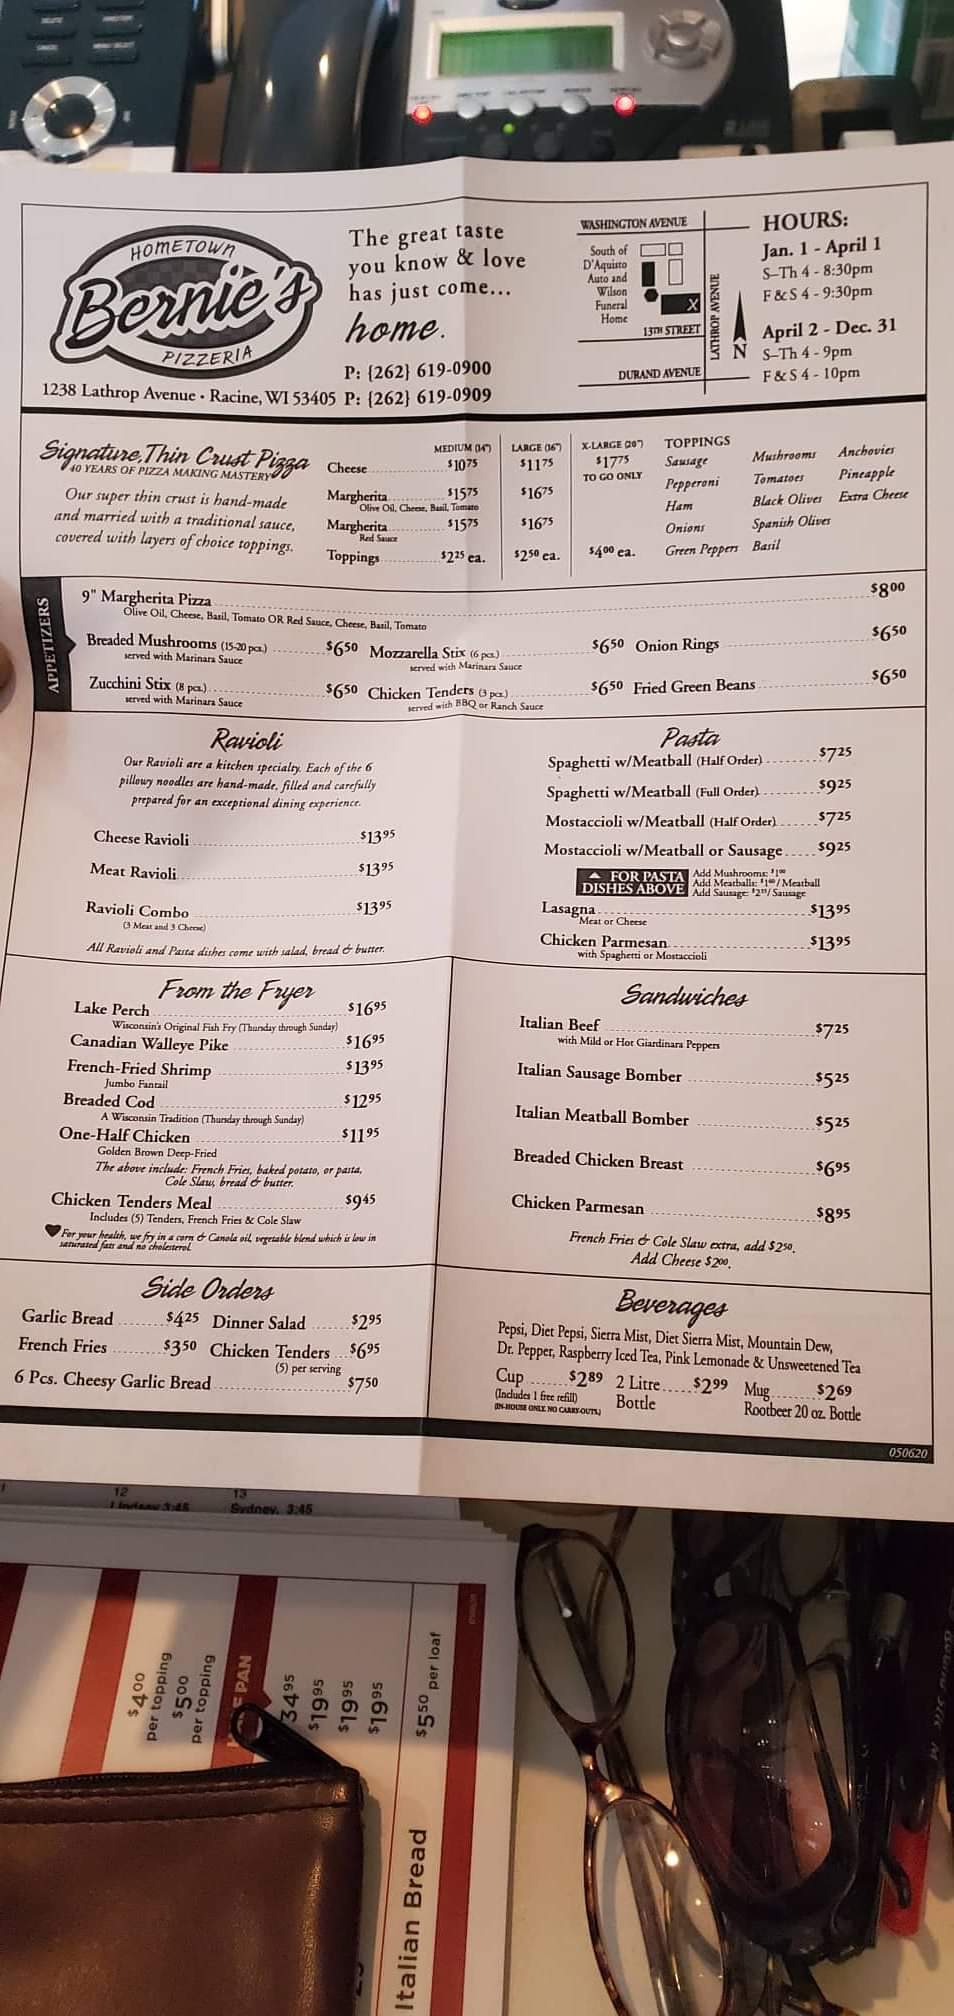 HOMETOWN
Bernie's
PIZZERIA
The great taste
you know & love
has just come...
home.
P: {262} 619-0900
1238 Lathrop Avenue • Racine, WI 53405 P: {262} 619-0909
WASHINGTON AVENUE
South of
D'Aquisto
Auto and
Wilson
Funeral
Home
X
13TH STREET
LATHROP AVENUE
N
DURAND AVENUE
HOURS:
Jan. 1 - April 1
S-Th 4 - 8:30pm
F & S 4 - 9:30pm
April 2 - Dec. 31
S-Th 4 - 9pm
F & S 4 - 10pm
Signature, Thin Crust Pizza
40 YEARS OF PIZZA MAKING MASTERY
Our super thin crust is hand-made
and married with a traditional sauce,
covered with layers of choice toppings.
MEDIUM (14") LARGE (16") X-LARGE (20")
Cheese $10.75 $11.75 $17.75
TO GO ONLY
Margherita $15.75 $16.75
Olive Oil, Cheese, Basil, Tomato
Margherita $15.75 $16.75
Red Sauce
Toppings $2.25 ea. $2.50 ea. $4.00 ea.
TOPPINGS
Sausage Mushrooms Anchovies
Pepperoni Tomatoes Pineapple
Ham Black Olives Extra Cheese
Onions Spanish Olives
Green Peppers Basil
APPETIZERS
9" Margherita Pizza $8.00
Olive Oil, Cheese, Basil, Tomato OR Red Sauce, Cheese, Basil, Tomato
Breaded Mushrooms (15-20 pcs.) $6.50 Mozzarella Stix (6 pcs.) $6.50 Onion Rings $6.50
served with Marinara Sauce served with Marinara Sauce
Zucchini Stix (8 pcs.) $6.50 Chicken Tenders (3 pcs.) $6.50 Fried Green Beans $6.50
served with Marinara Sauce served with BBQ or Ranch Sauce
Ravioli
Our Ravioli are a kitchen specialty. Each of the 6
pillowy noodles are hand-made, filled and carefully
prepared for an exceptional dining experience.
Cheese Ravioli $13.95
Meat Ravioli $13.95
Ravioli Combo $13.95
(3 Meat and 3 Cheese)
All Ravioli and Pasta dishes come with salad, bread & butter.
Pasta
Spaghetti w/Meatball (Half Order) $7.25
Spaghetti w/Meatball (Full Order) $9.25
Mostaccioli w/Meatball (Half Order) $7.25
Mostaccioli w/Meatball or Sausage $9.25
FOR PASTA
DISHES ABOVE
Add Mushrooms: $1.00
Add Meatballs: /Meatball
Add Sausage: /Sausage
Lasagna $13.95
Meat or Cheese
Chicken Parmesan $13.95
with Spaghetti or Mostaccioli
From the Fryer
Lake Perch $16.95
Wisconsin's Original Fish Fry (Thursday through Sunday)
Canadian Walleye Pike $16.95
French-Fried Shrimp $13.95
Jumbo Fantail
Breaded Cod $12.95
A Wisconsin Tradition (Thursday through Sunday)
One-Half Chicken $11.95
Golden Brown Deep-Fried
The above include: French Fries, baked potato, or pasta,
Cole Slaw, bread & butter.
Chicken Tenders Meal $9.45
Includes (5) Tenders, French Fries & Cole Slaw
For your health, we fry in a corn & Canola oil, vegetable blend which is low in
saturated fats and no cholesterol.
Sandwiches
Italian Beef $7.25
with Mild or Hot Giardinara Peppers
Italian Sausage Bomber $5.25
Italian Meatball Bomber $5.25
Breaded Chicken Breast $6.95
Chicken Parmesan $8.95
French Fries & Cole Slaw extra, add $2.50.
Add Cheese $2.00.
Side Orders
Garlic Bread $4.25 Dinner Salad $2.95
French Fries $3.50 Chicken Tenders $6.95
(5) per serving
6 Pcs. Cheesy Garlic Bread $7.50
Beverages
Pepsi, Diet Pepsi, Sierra Mist, Diet Sierra Mist, Mountain Dew,
Dr. Pepper, Raspberry Iced Tea, Pink Lemonade & Unsweetened Tea
Cup $2.89 2 Litre $2.99 Mug $2.69
(Includes 1 free refill) Bottle Rootbeer 20 oz. Bottle
(IN-HOUSE ONLY. NO CARRY-OUTS.)
050620
12 13
Lindsay 3:45 Sydney, 3:45
$4.00
per topping
$5.00
per topping
PAN
34.95
$19.95
$19.95
$19.95
$5.50 per loaf
Italian Bread